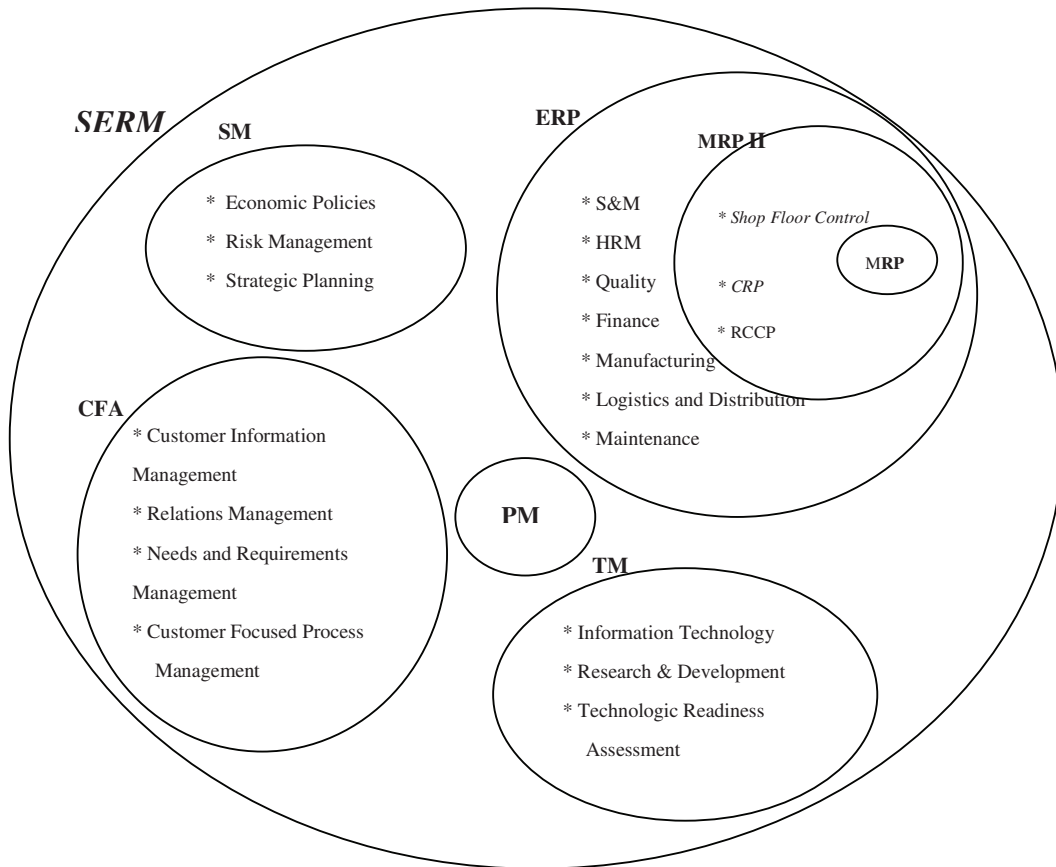 SERM
SM
* Economic Policies
* Risk Management
* Strategic Planning
ERP
* S&M
* HRM
* Quality
* Finance
* Manufacturing
* Logistics and Distribution
* Maintenance
MRP II
* Shop Floor Control
* CRP
* RCCP
MRP
CFA
* Customer Information
Management
* Relations Management
* Needs and Requirements
Management
* Customer Focused Process
Management
PM
TM
* Information Technology
* Research & Development
* Technologic Readiness
Assessment